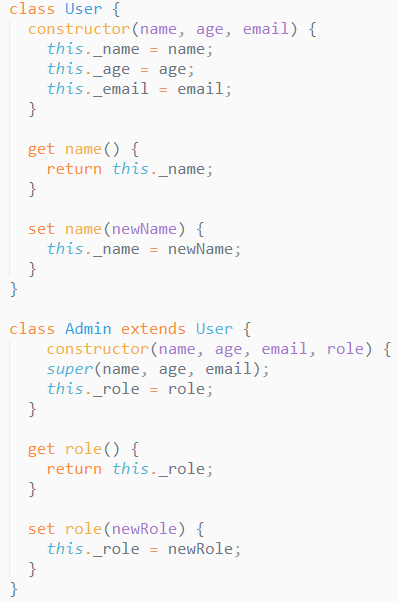 class User {
  constructor(name, age, email) {
    this._name = name;
    this._age = age;
    this._email = email;
  }

  get name() {
    return this._name;
  }

  set name(newName) {
    this._name = newName;
  }
}

class Admin extends User {
    constructor(name, age, email, role) {
    super(name, age, email);
    this._role = role;
  }

  get role() {
    return this._role;
  }

  set role(newRole) {
    this._role = newRole;
  }
}